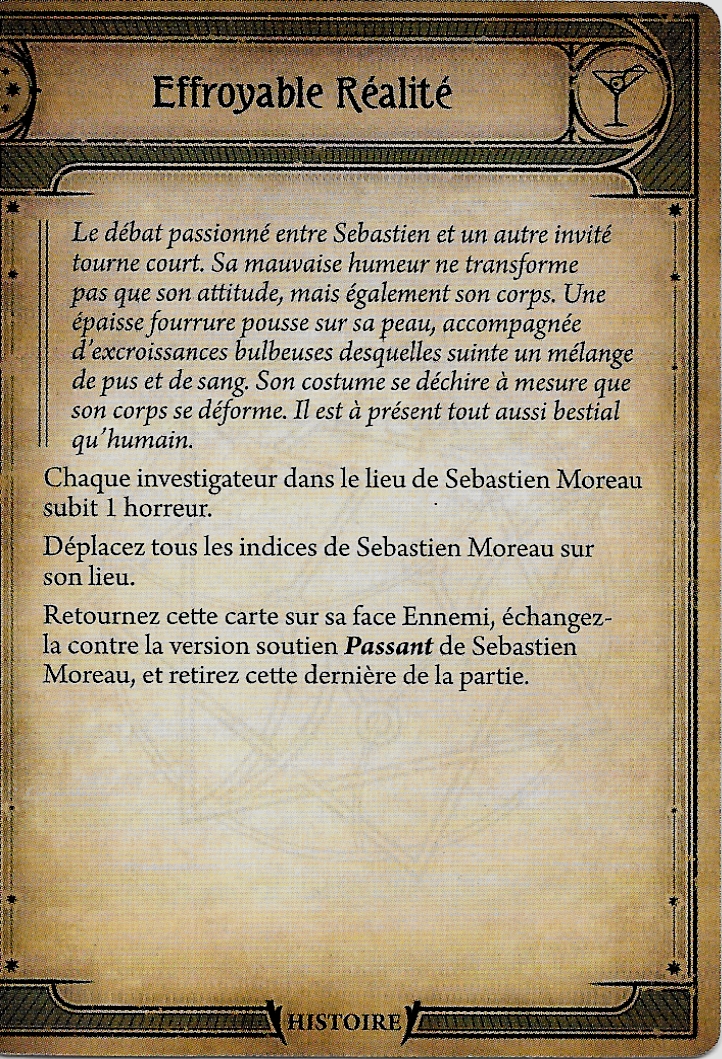 Effroyable Réalité
Le débat passionné entre Sebastien et un autre invité
tourne court. Sa mauvaise humeur ne transforme
pas que son attitude, mais également son corps. Une
épaisse fourrure pousse sur sa peau, accompagnée
d'excroissances bulbeuses desquelles suinte un mélange
de pus et de sang. Son costume se déchire à mesure que
son corps se déforme. Il est à présent tout aussi bestial
qu'humain.
Chaque investigateur dans le lieu de Sebastien Moreau
subit 1 horreur.
Déplacez tous les indices de Sebastien Moreau sur
son lieu.
Retournez cette carte sur sa face Ennemi, échangez-
la contre la version soutien Passant de Sebastien
Moreau, et retirez cette dernière de la partie.
HISTOIRE